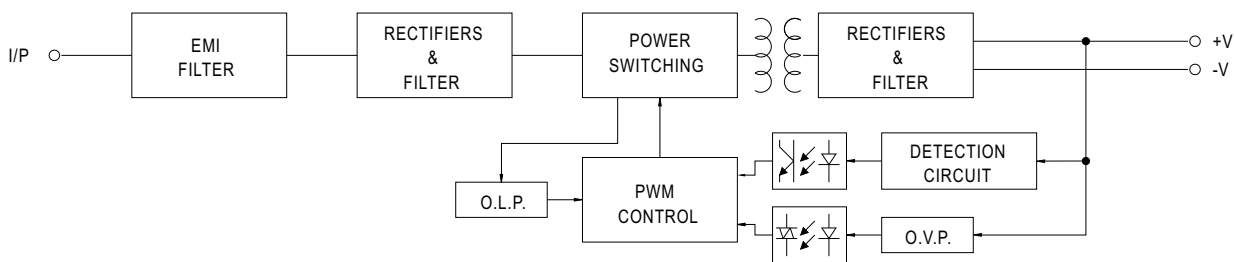 I/P
EMI
FILTER
RECTIFIERS
&
FILTER
POWER
SWITCHING
RECTIFIERS
&
FILTER
+V
-V
O.L.P.
PWM
CONTROL
DETECTION
CIRCUIT
O.V.P.